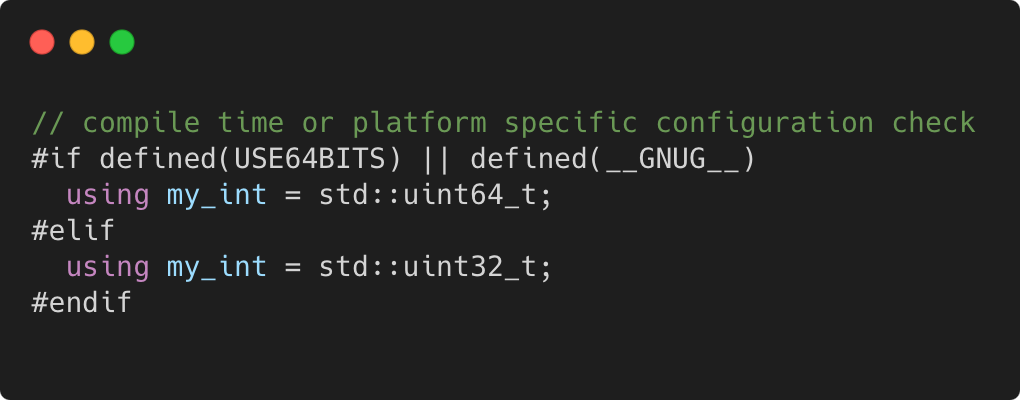 // compile time or platform specific configuration check
#if defined(USE64BITS) || defined(__GNUG__)
  using my_int = std::uint64_t;
#elif
  using my_int = std::uint32_t;
#endif